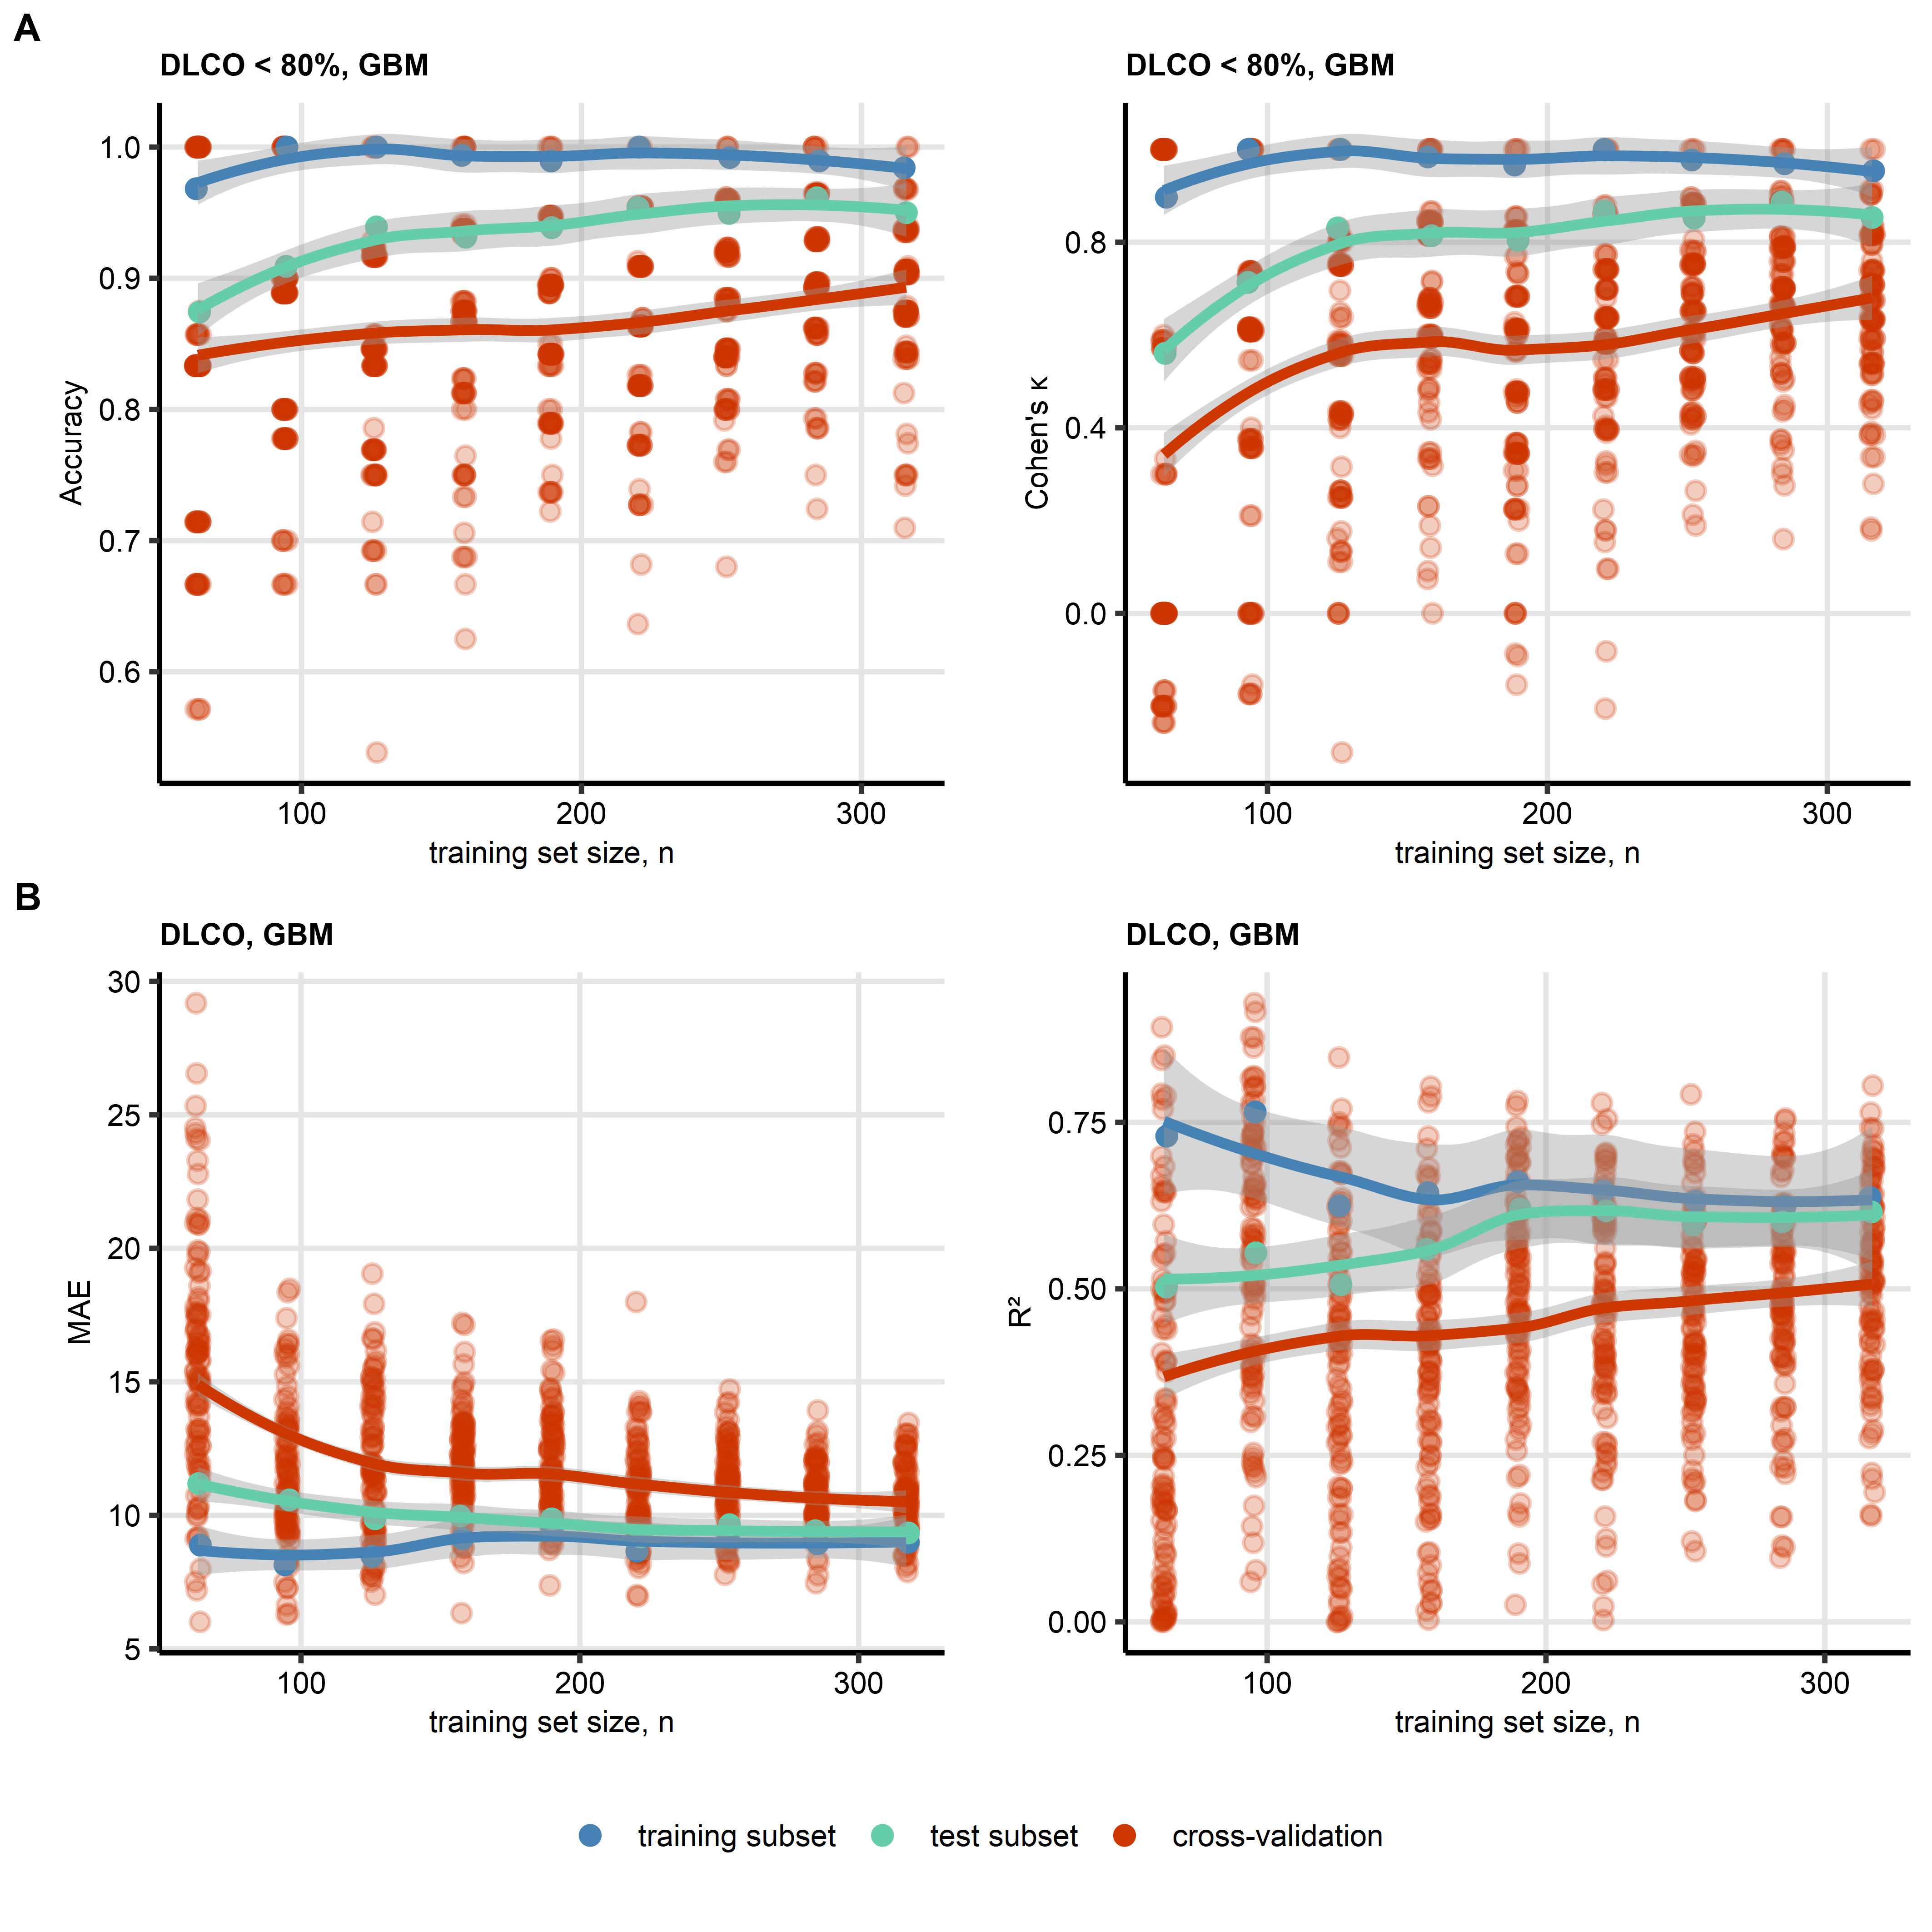 A
DLCO < 80%, GBM
DLCO < 80%, GBM
Accuracy
1.0
0.9
0.8
0.7
0.6
100
200
300
training set size, n
Cohen's κ
0.8
0.4
0.0
100
200
300
training set size, n
B
DLCO, GBM
DLCO, GBM
MAE
30
25
20
15
10
5
100
200
300
training set size, n
R²
0.75
0.50
0.25
0.00
100
200
300
training set size, n
training subset
test subset
cross-validation